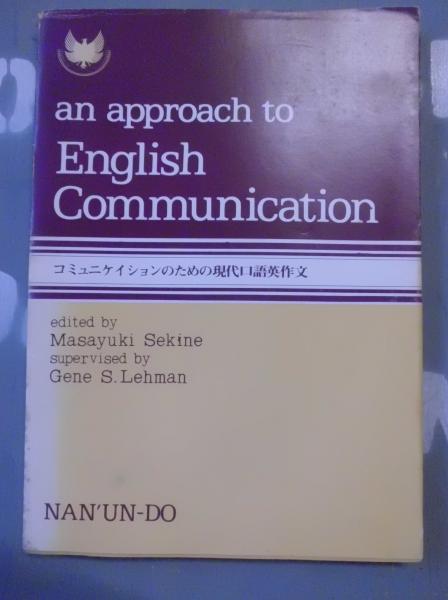 an approach to
English
Communication
コミュニケイションのための現代口語英作文
edited by
Masayuki Sekine
supervised by
Gene S. Lehman
NAN'UN-DO